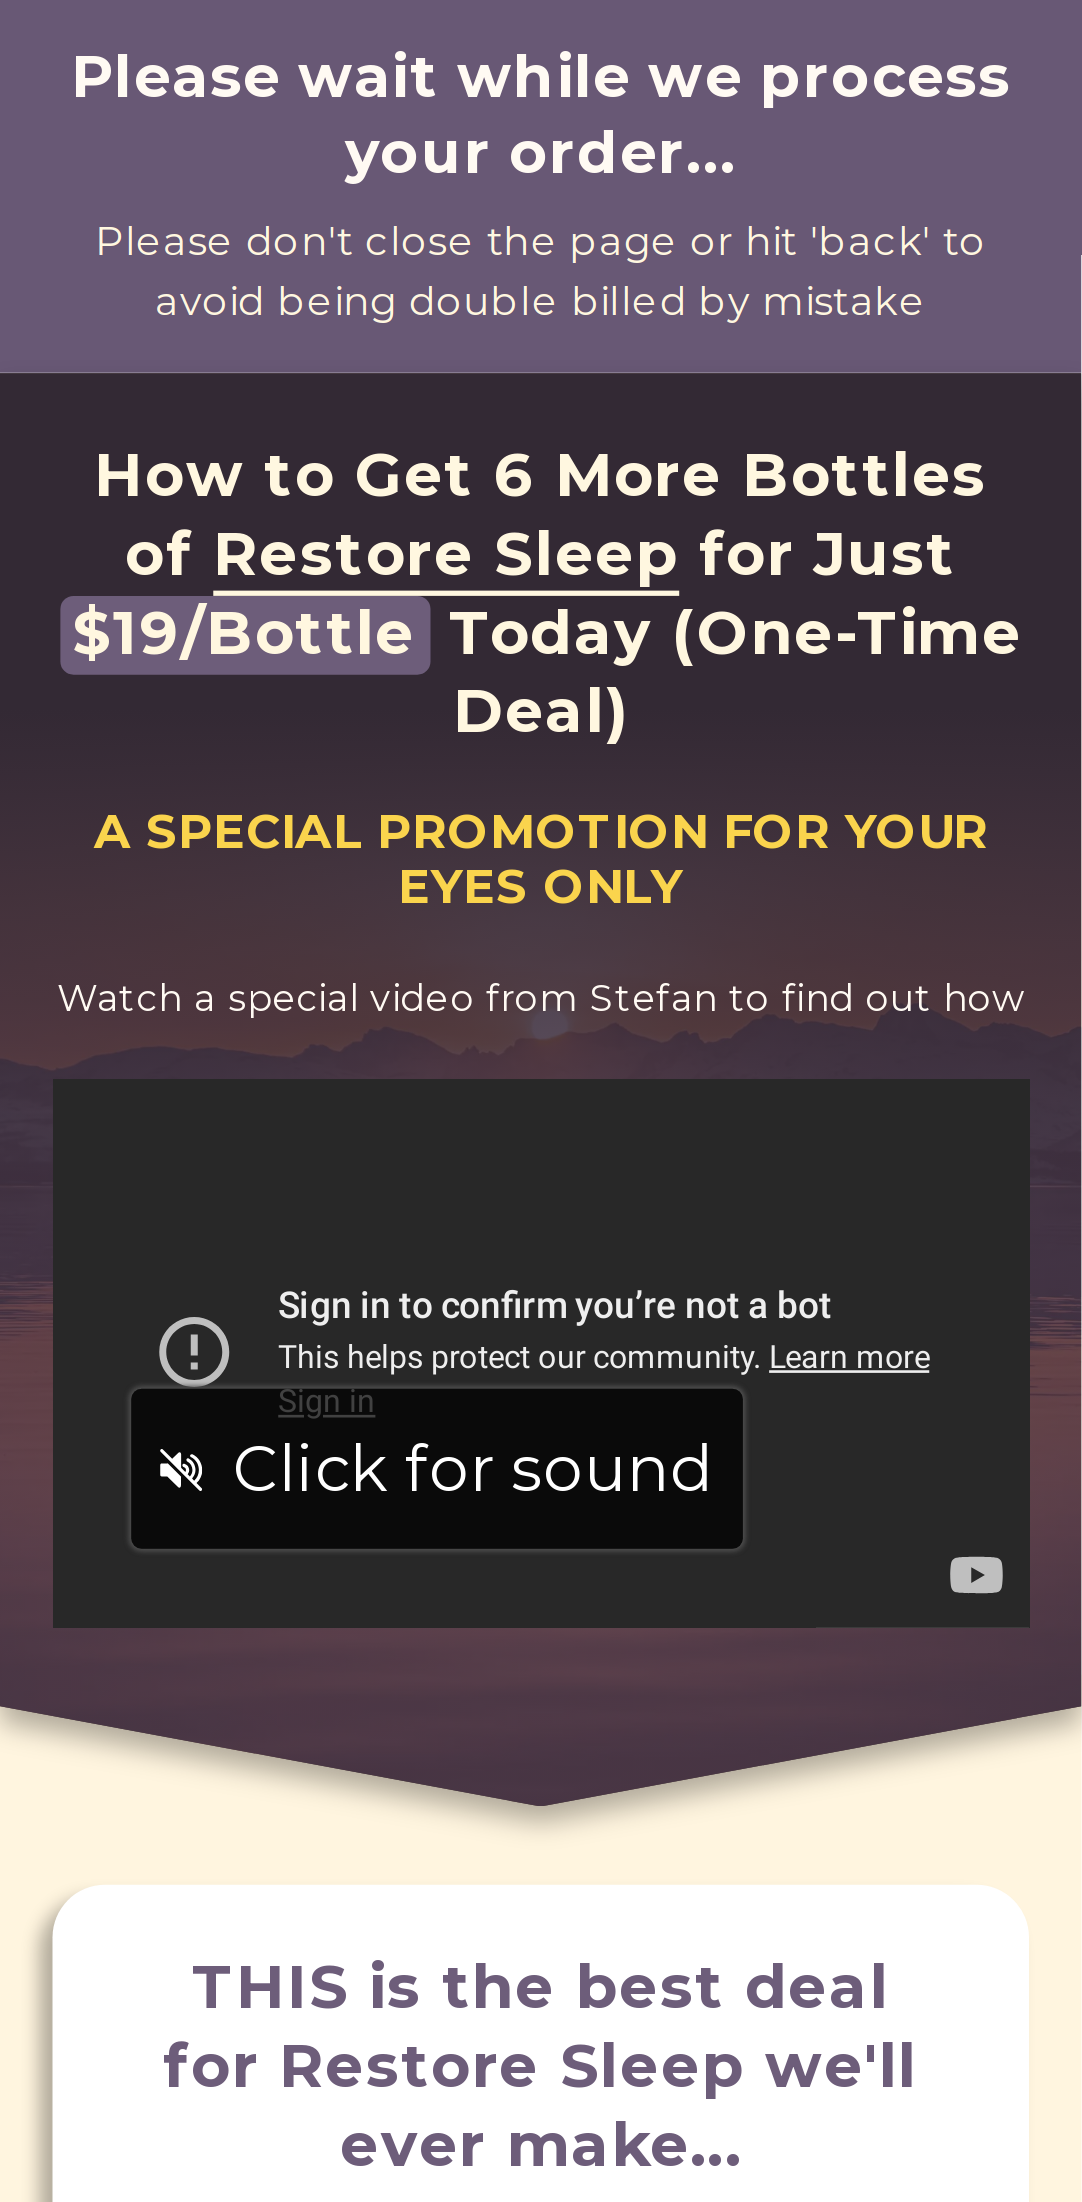 Please wait while we process
your order...
Please don't close the page or hit 'back' to
avoid being double billed by mistake
How to Get 6 More Bottles
of Restore Sleep for Just
$19/Bottle Today (One-Time
Deal)
A SPECIAL PROMOTION FOR YOUR
EYES ONLY
Watch a special video from Stefan to find out how
Sign in to confirm you’re not a bot
This helps protect our community. Learn more
Sign in
Click for sound
THIS is the best deal
for Restore Sleep we'll
ever make...